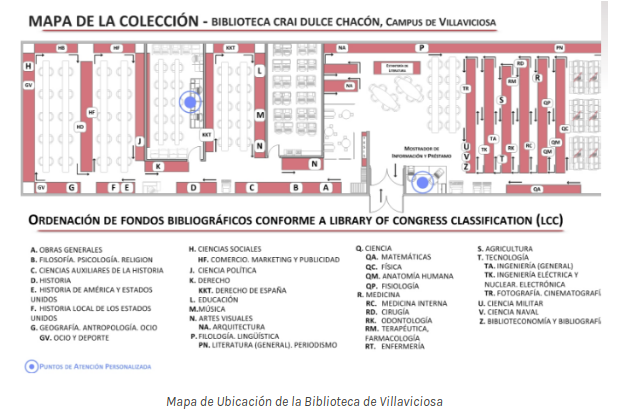 MAPA DE LA COLECCIÓN - BIBLIOTECA CRAI DULCE CHACÓN, CAMPUS DE VILLAVICIOSA
HB HF KKT NA P PN
H
GV
L
NA
ESTANTERÍA DE LITERATURA
TR RD R
RM
S
QP
HF
HD
M
KKT
J
N
K
N
MOSTRADOR DE
INFORMACIÓN Y PRÉSTAMO
U
V
Z
TA
TK
RK
RC
QM
QM
QC
T
GV G F E D C B A QA
ORDENACIÓN DE FONDOS BIBLIOGRÁFICOS CONFORME A LIBRARY OF CONGRESS CLASSIFICATION (LCC)
A. OBRAS GENERALES
B. FILOSOFÍA. PSICOLOGÍA. RELIGION
C. CIENCIAS AUXILIARES DE LA HISTORIA
D. HISTORIA
E. HISTORIA DE AMÉRICA Y ESTADOS
UNIDOS
F. HISTORIA LOCAL DE LOS ESTADOS
UNIDOS
G. GEOGRAFÍA. ANTROPOLOGÍA. OCIO
GV. OCIO Y DEPORTE
H. CIENCIAS SOCIALES
HF. COMERCIO. MARKETING Y PUBLICIDAD
J. CIENCIA POLÍTICA
K. DERECHO
KKT. DERECHO DE ESPAÑA
L. EDUCACIÓN
M.MÚSICA
N. ARTES VISUALES
NA. ARQUITECTURA
P. FILOLOGÍA. LINGÜÍSTICA
PN. LITERATURA (GENERAL). PERIODISMO
Q. CIENCIA
QA. MATEMÁTICAS
QC. FÍSICA
QM. ANATOMÍA HUMANA
QP. FISIOLOGÍA
R. MEDICINA
RC. MEDICINA INTERNA
RD. CIRUGÍA
RK. ODONTOLOGÍA
RM. TERAPÉUTICA,
FARMACOLOGÍA
RT. ENFERMERÍA
S. AGRICULTURA
T. TECNOLOGÍA
TA. INGENIERÍA (GENERAL)
TK. INGENIERÍA ELÉCTRICA Y
NUCLEAR. ELECTRÓNICA
TR. FOTOGRAFÍA. CINEMATOGRAFÍ
U. CIENCIA MILITAR
V. CIENCIA NAVAL
Z. BIBLIOTECONOMÍA Y BIBLIOGRAFÍ
PUNTOS DE ATENCIÓN PERSONALIZADA
Mapa de Ubicación de la Biblioteca de Villaviciosa